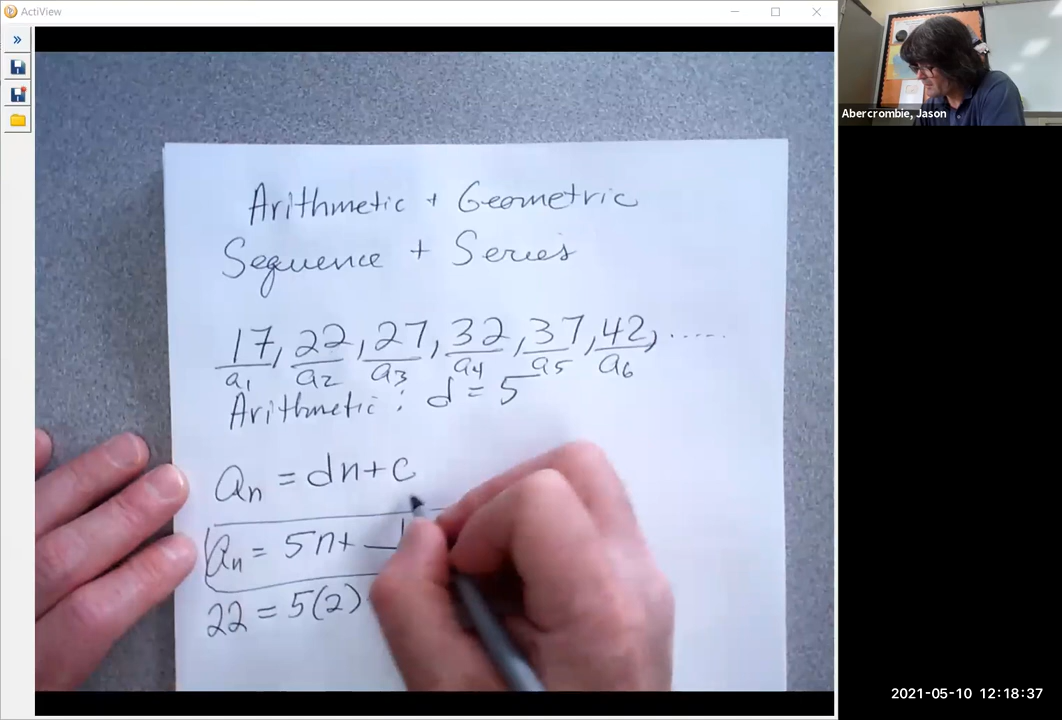 ActiView
Arithmetic + Geometric
Sequence + Series
17, 22, 27, 32, 37, 42, .....
a1 a2 a3 a4 a5 a6
Arithmetic : d = 5
an = dn+c
an = 5n+
22 = 5(2)
Abercrombie, Jason
2021-05-10 12:18:37